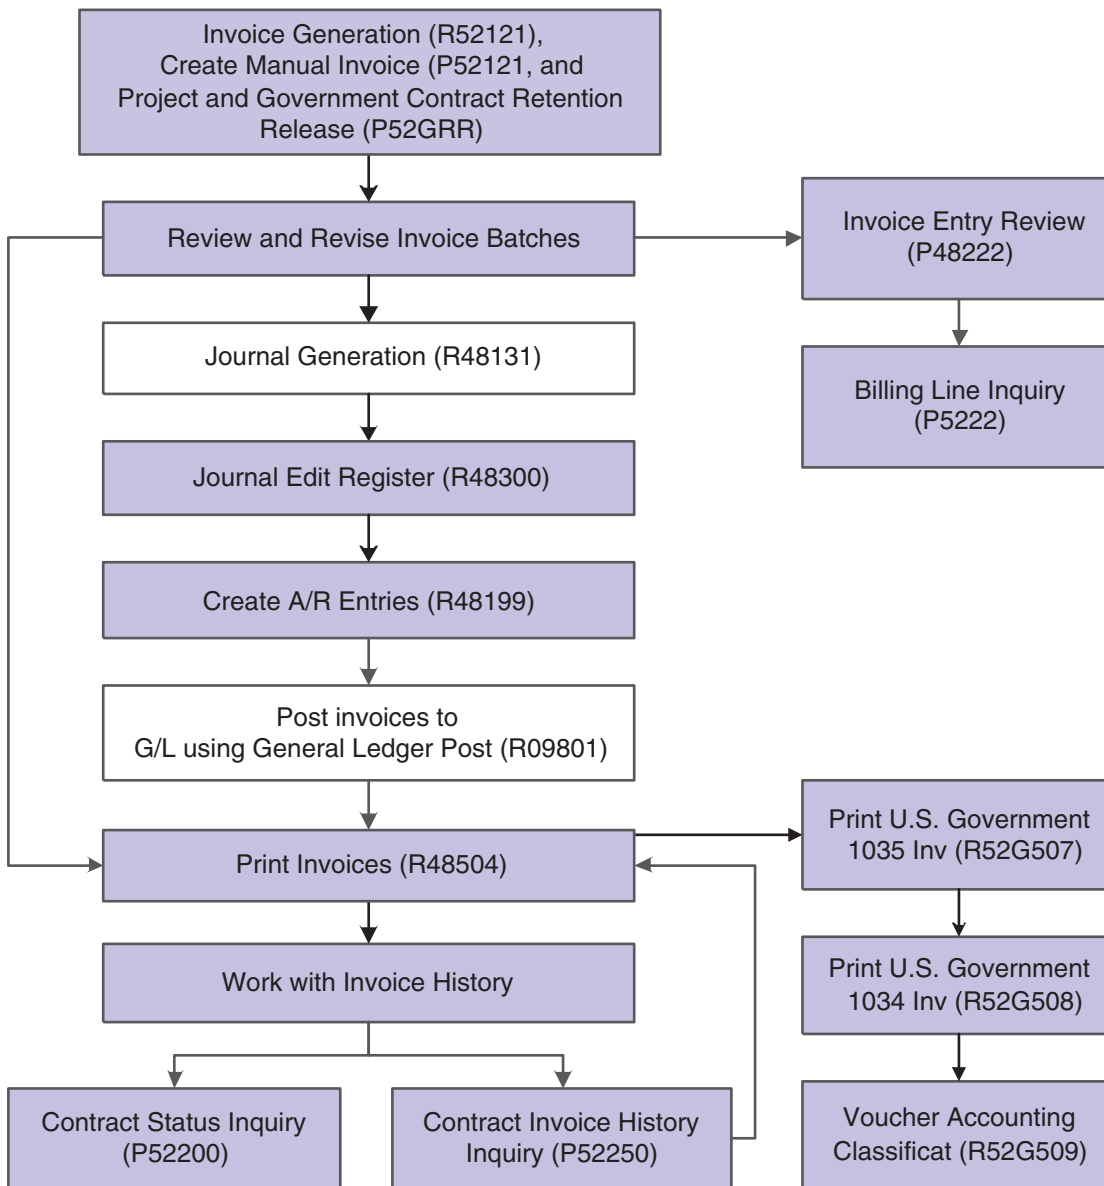 Invoice Generation (R52121),
Create Manual Invoice (P52121, and
Project and Government Contract Retention
Release (P52GRR)
Review and Revise Invoice Batches
Invoice Entry Review
(P48222)
Journal Generation (R48131)
Billing Line Inquiry
(P5222)
Journal Edit Register (R48300)
Create A/R Entries (R48199)
Post invoices to
G/L using General Ledger Post (R09801)
Print Invoices (R48504)
Print U.S. Government
1035 Inv (R52G507)
Work with Invoice History
Print U.S. Government
1034 Inv (R52G508)
Contract Status Inquiry
(P52200)
Contract Invoice History
Inquiry (P52250)
Voucher Accounting
Classificat (R52G509)